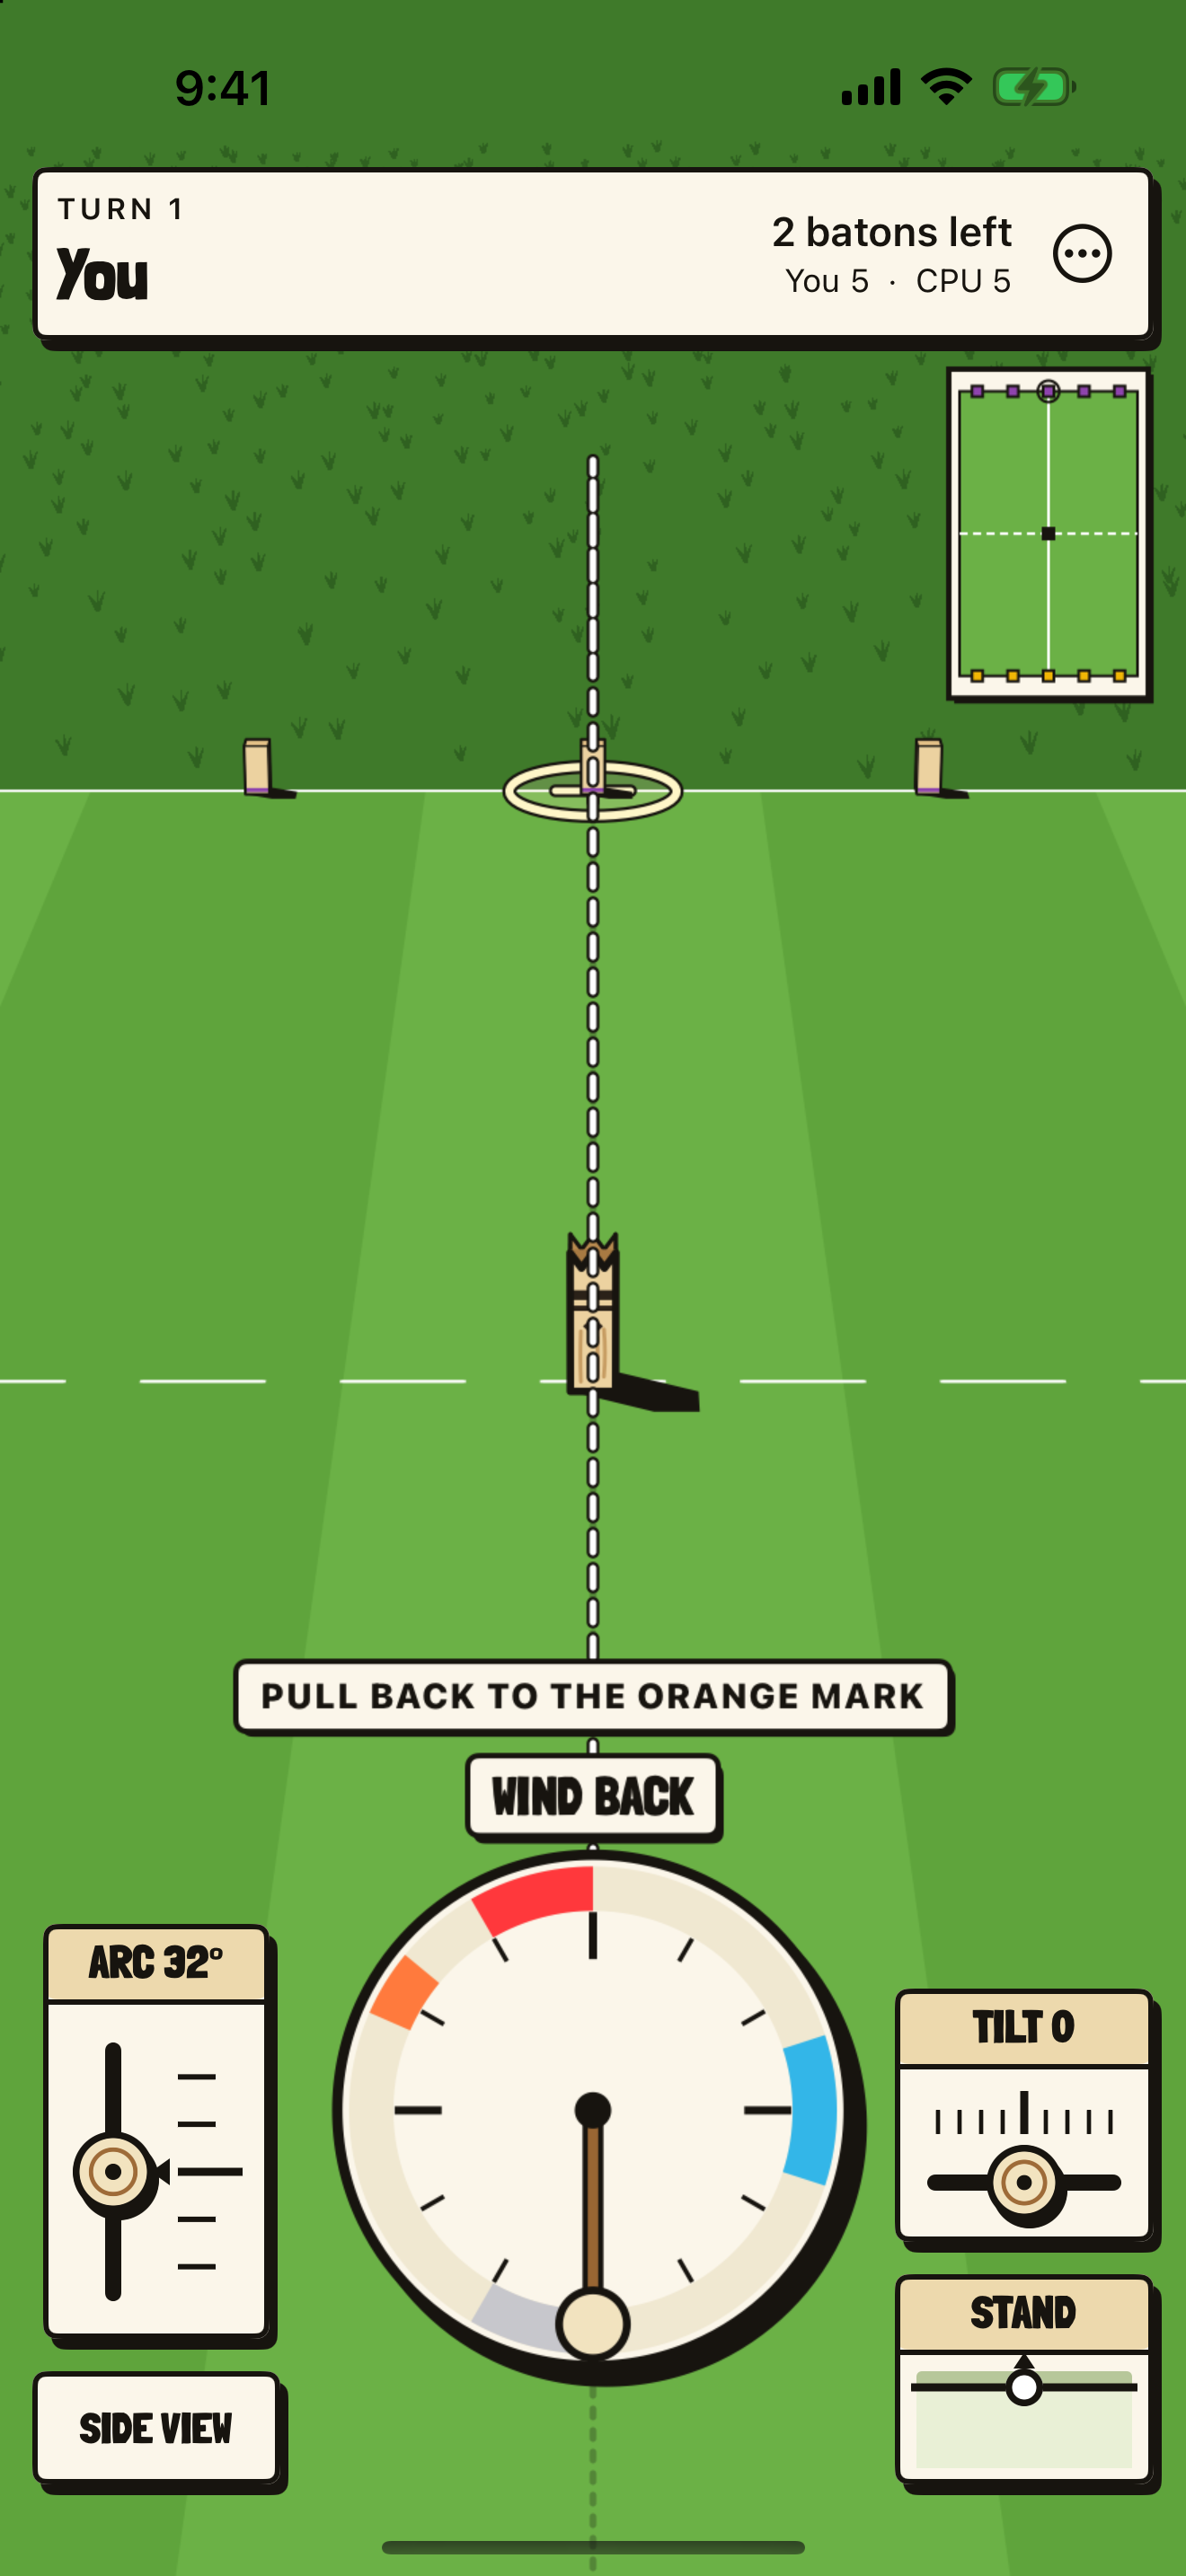 9:41
TURN 1
You
2 batons left
You 5 · CPU 5
PULL BACK TO THE ORANGE MARK
WIND BACK
ARC 32°
TILT 0
STAND
SIDE VIEW